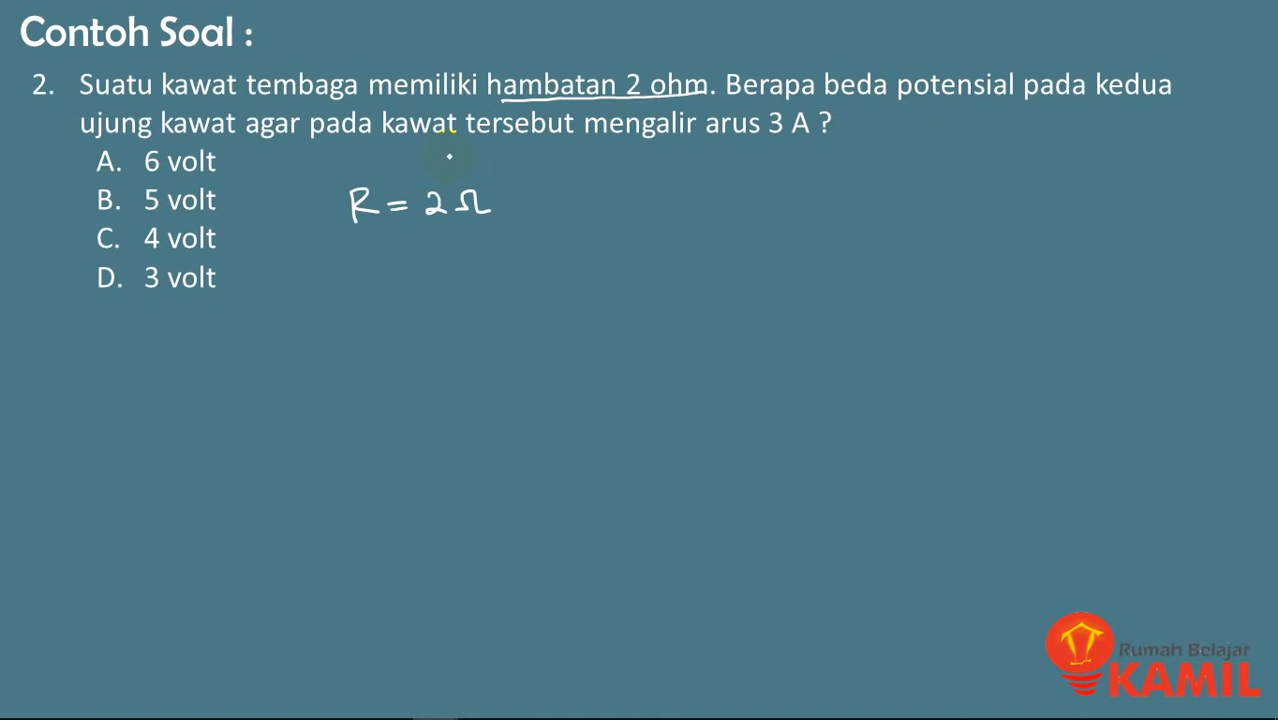 Contoh Soal :
2. Suatu kawat tembaga memiliki hambatan 2 ohm. Berapa beda potensial pada kedua
ujung kawat agar pada kawat tersebut mengalir arus 3 A ?
A. 6 volt
B. 5 volt
R = 2 Ω
C. 4 volt
D. 3 volt
Rumah Belajar
KAMIL